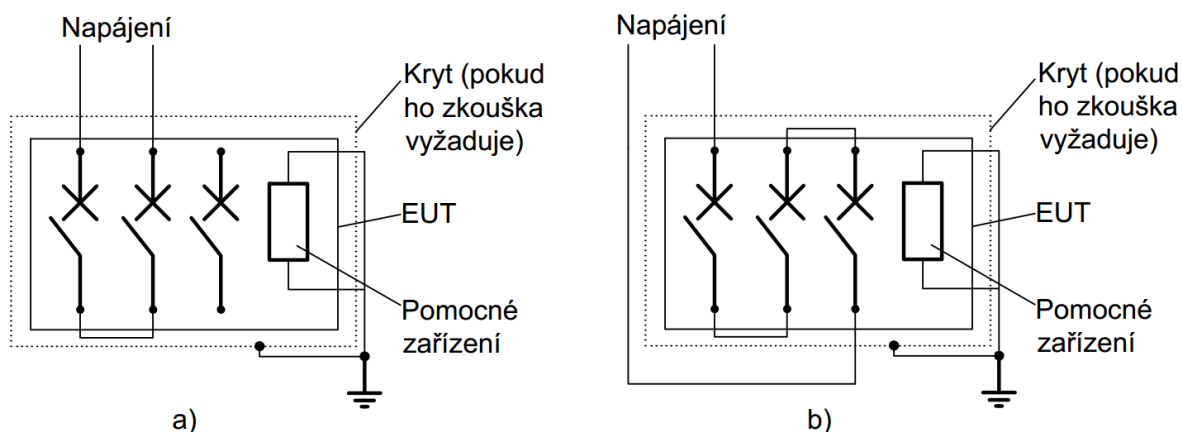 Napájení
Kryt (pokud
ho zkouška
vyžaduje)
EUT
Pomocné
zařízení
a)
Napájení
Kryt (pokud
ho zkouška
vyžaduje)
EUT
Pomocné
zařízení
b)